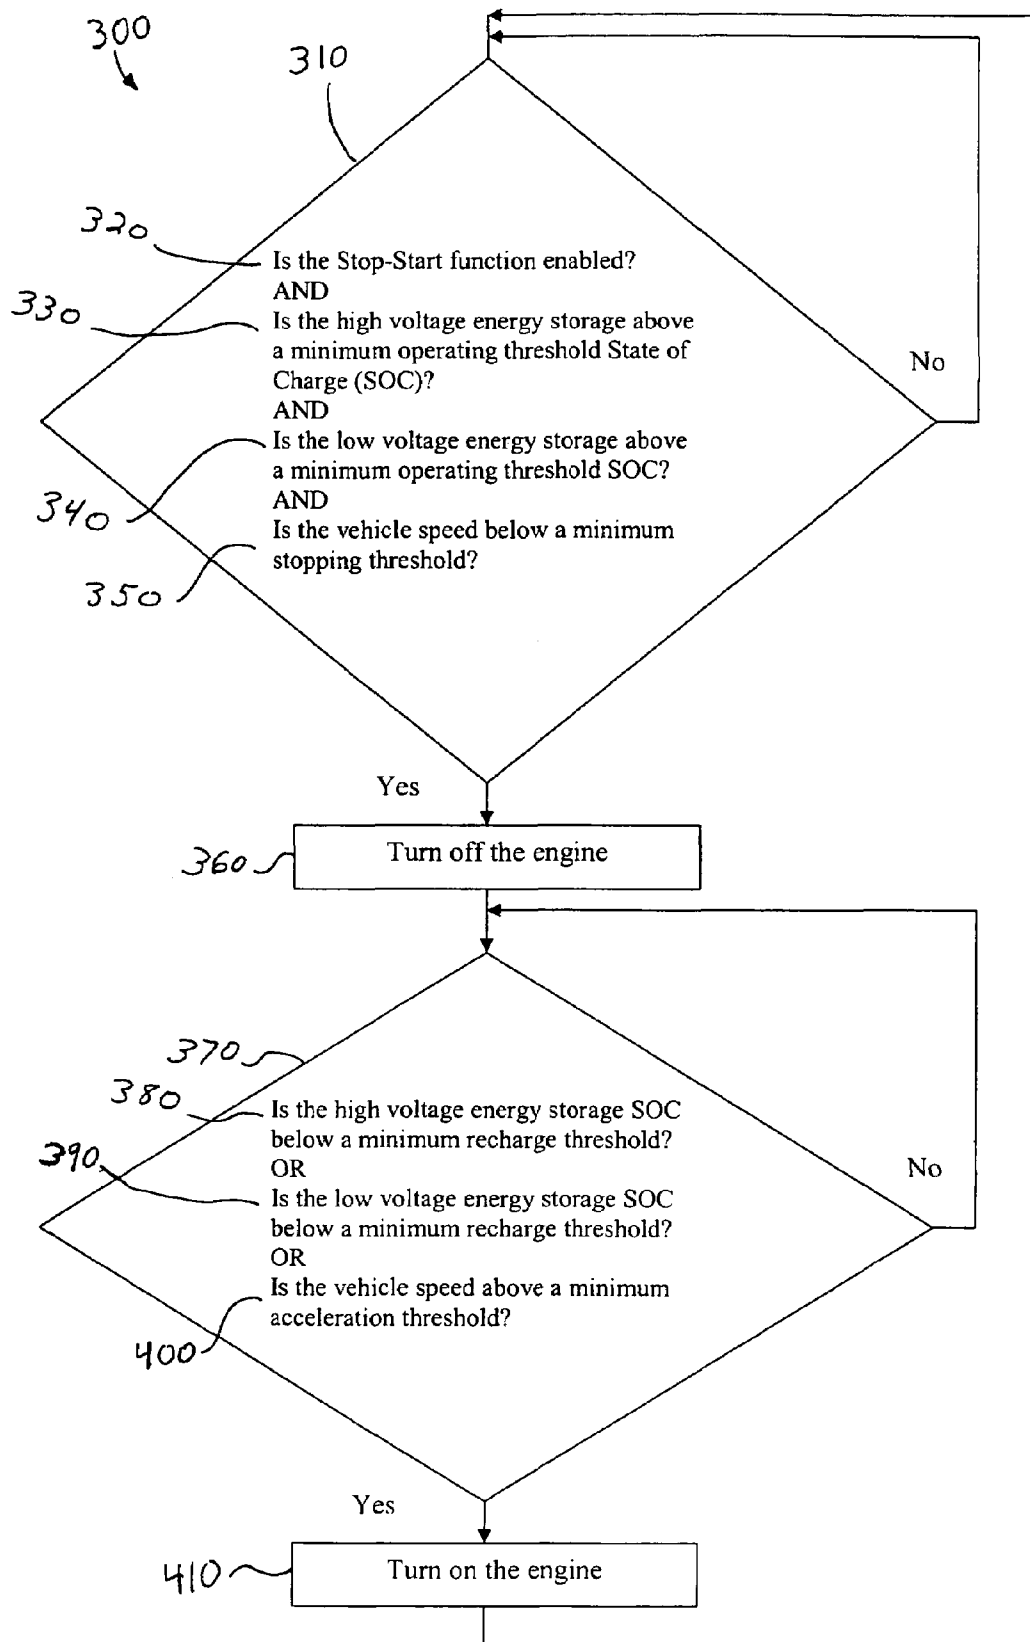 300
310
320
Is the Stop-Start function enabled?
AND
330
Is the high voltage energy storage above
a minimum operating threshold State of
Charge (SOC)?
No
AND
Is the low voltage energy storage above
a minimum operating threshold SOC?
340
AND
Is the vehicle speed below a minimum
stopping threshold?
350
Yes
360
Turn off the engine
370
380
Is the high voltage energy storage SOC
below a minimum recharge threshold?
390
OR
No
Is the low voltage energy storage SOC
below a minimum recharge threshold?
OR
Is the vehicle speed above a minimum
acceleration threshold?
400
Yes
410
Turn on the engine